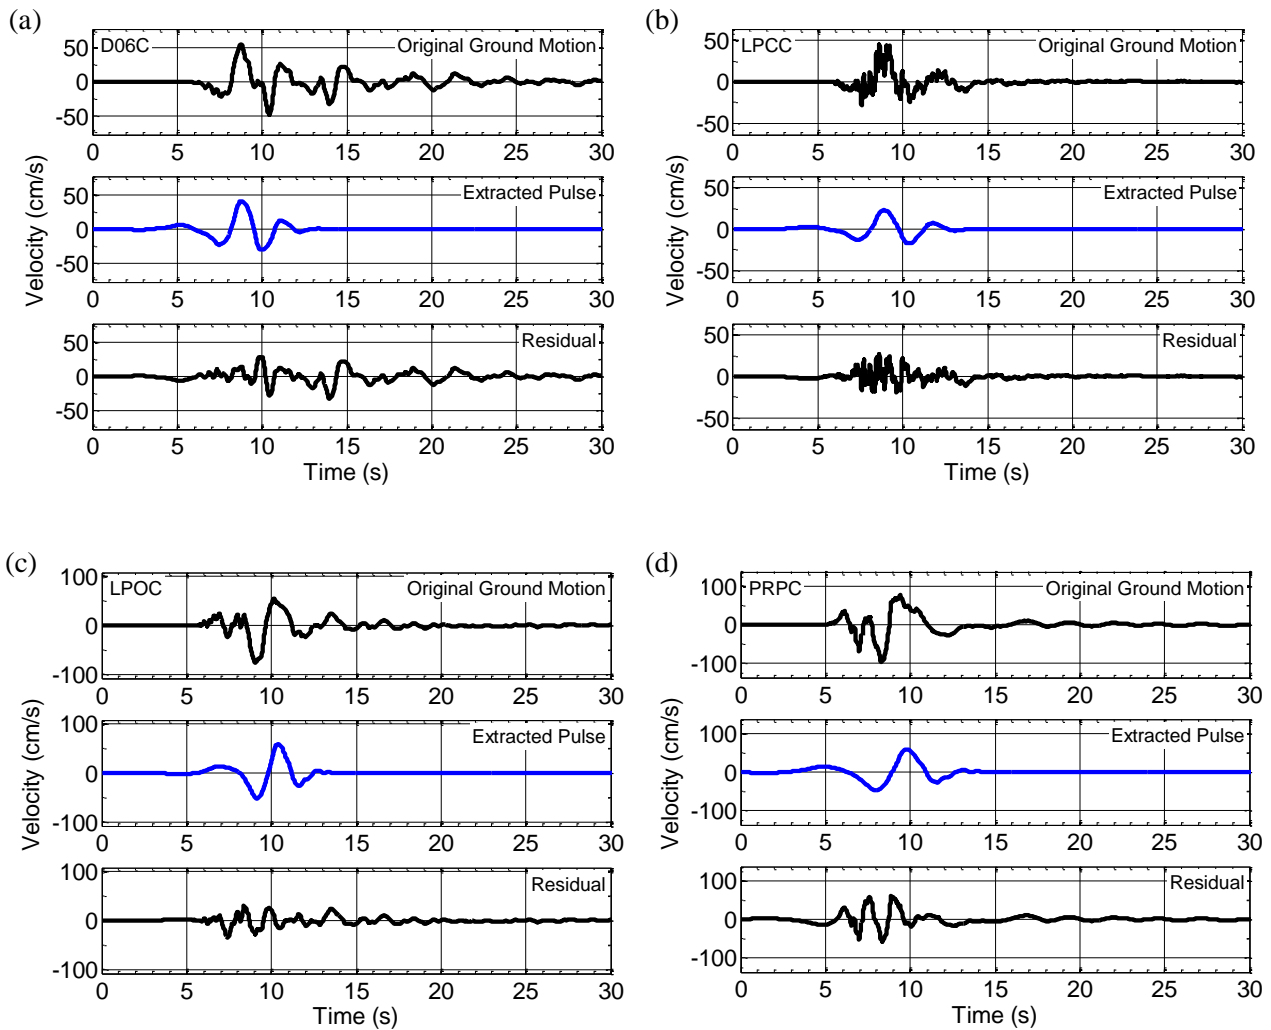 (a)
D06C Original Ground Motion
50
0
-50
0 5 10 15 20 25 30
Extracted Pulse
50
0
-50
0 5 10 15 20 25 30
Residual
50
0
-50
0 5 10 15 20 25 30
Velocity (cm/s)
Time (s)
(b)
LPCC Original Ground Motion
50
0
-50
0 5 10 15 20 25 30
Extracted Pulse
50
0
-50
0 5 10 15 20 25 30
Residual
50
0
-50
0 5 10 15 20 25 30
Velocity (cm/s)
Time (s)
(c)
LPOC Original Ground Motion
100
0
-100
0 5 10 15 20 25 30
Extracted Pulse
100
0
-100
0 5 10 15 20 25 30
Residual
100
0
-100
0 5 10 15 20 25 30
Velocity (cm/s)
Time (s)
(d)
PRPC Original Ground Motion
100
0
-100
0 5 10 15 20 25 30
Extracted Pulse
100
0
-100
0 5 10 15 20 25 30
Residual
100
0
-100
0 5 10 15 20 25 30
Velocity (cm/s)
Time (s)